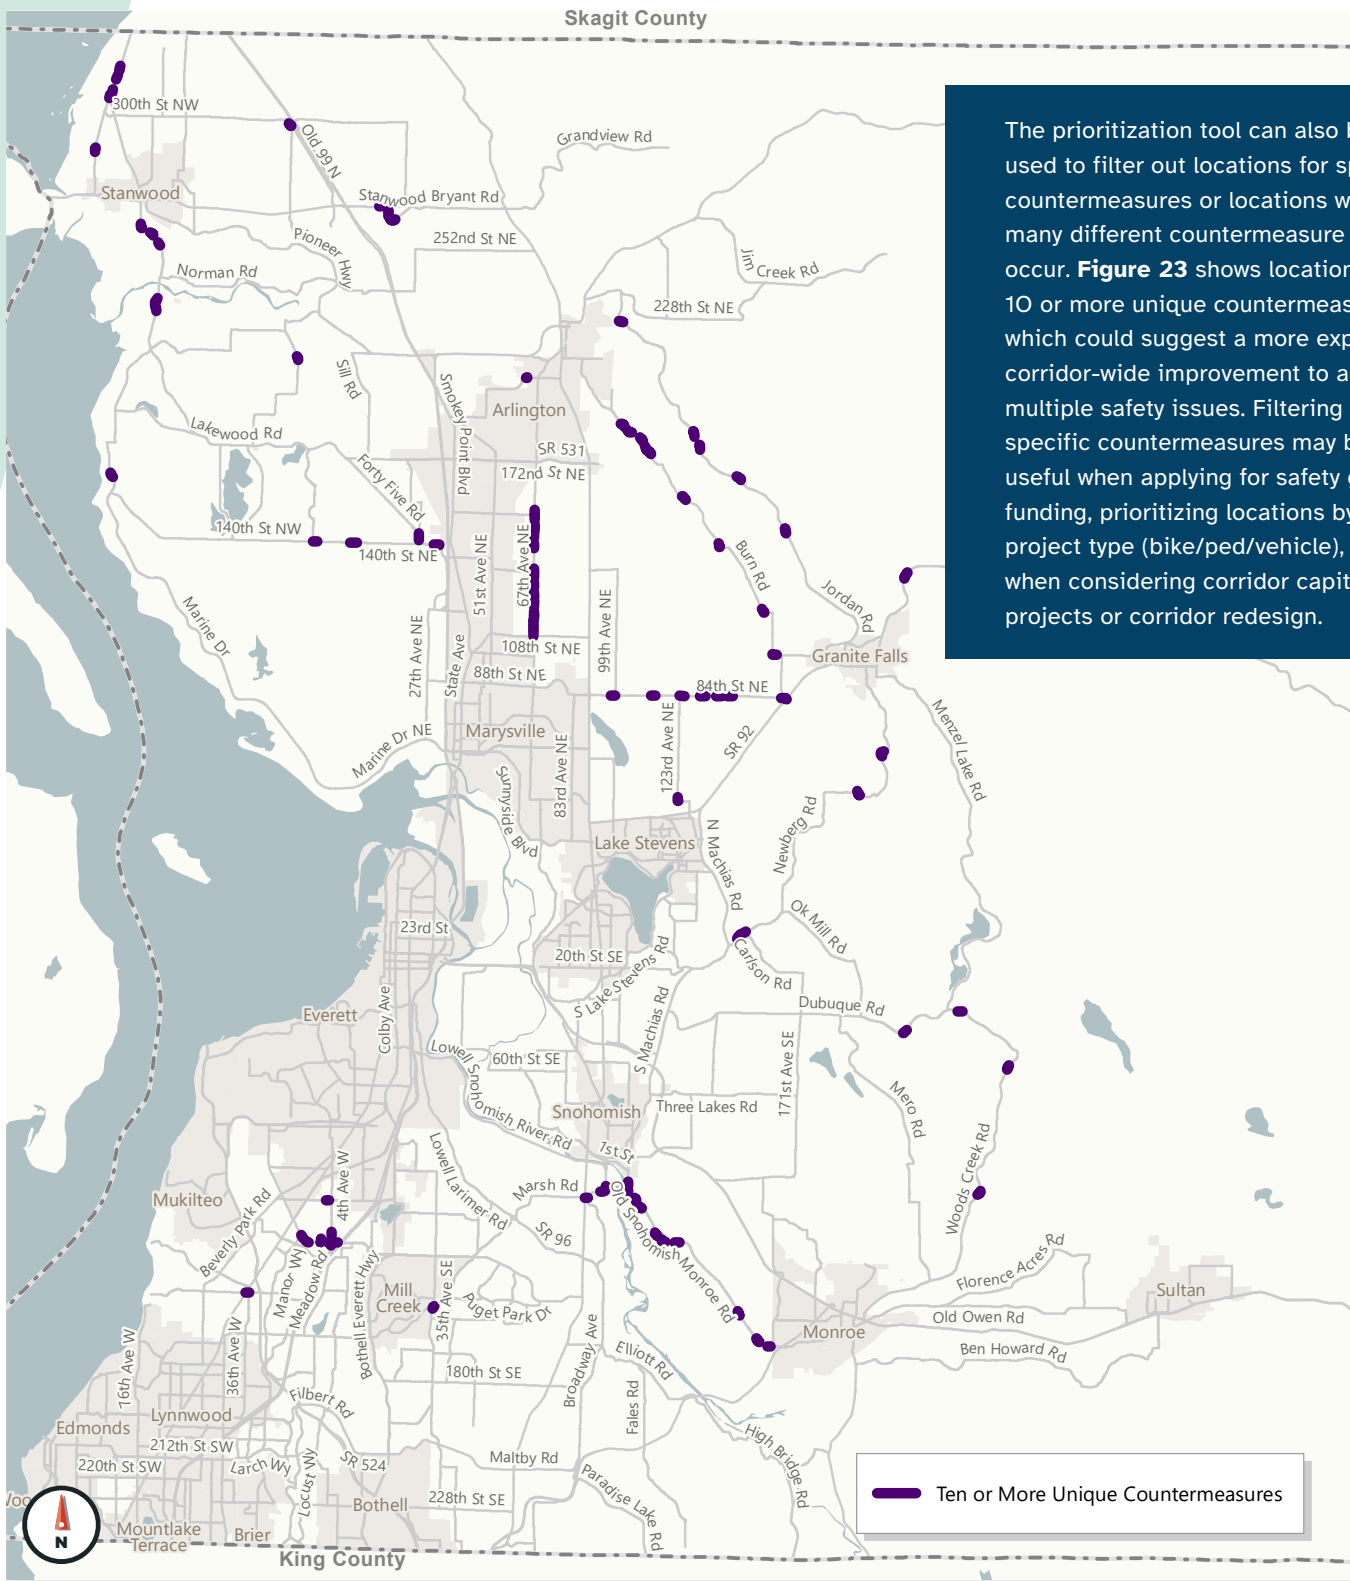 Skagit County
300th St NW
Old 99 N
Grandview Rd
Stanwood
Stanwood Bryant Rd
252nd St NE
Pioneer Hwy
Norman Rd
Jim Creek Rd
228th St NE
Sill Rd
Smokey Point Blvd
Arlington
Lakewood Rd
SR 531
172nd St NE
Forty Five Rd
140th St NW
140th St NE
51st Ave NE
67th Ave NE
Burn Rd
Jordan Rd
Marine Dr
27th Ave NE
State Ave
99th Ave NE
108th St NE
88th St NE
84th St NE
Granite Falls
Marysville
Marine Dr NE
83rd Ave NE
123rd Ave NE
SR 92
Menzel Lake Rd
Sunnyside Blvd
Newberg Rd
Lake Stevens
N Machias Rd
Ok Mill Rd
23rd St
20th St SE
Carlson Rd
S Lake Stevens Rd
Dubuque Rd
Everett
Colby Ave
S Machias Rd
171st Ave SE
Lowell Snohomish River Rd
60th St SE
Snohomish
Three Lakes Rd
Mero Rd
1st St
Woods Creek Rd
Lowell Larimer Rd
4th Ave W
Marsh Rd
Mukilteo
Beverly Park Rd
SR 96
Old Snohomish Monroe Rd
Manor Wy
Meadow Rd
Bothell Everett Hwy
Mill
Creek
35th Ave SE
Puget Park Dr
Florence Acres Rd
Sultan
Monroe
Old Owen Rd
Ben Howard Rd
76th Ave W
36th Ave W
Broadway Ave
Elliott Rd
180th St SE
Fales Rd
Filbert Rd
Lynnwood
Edmonds
212th St SW
220th St SW
Larch Wy
Locust Wy
SR 524
Maltby Rd
High Bridge Rd
Paradise Lake Rd
228th St SE
Bothell
Mountlake
Terrace
Brier
King County
N
The prioritization tool can also
used to filter out locations for
countermeasures or locations
many different countermeasure
occur. Figure 23 shows
10 or more unique
which could suggest a more
corridor-wide improvement to
multiple safety issues. Filtering
specific countermeasures may
useful when applying for safety
funding, prioritizing locations
project type (bike/ped/vehicle),
when considering corridor
projects or corridor redesign.
Ten or More Unique Countermeasures